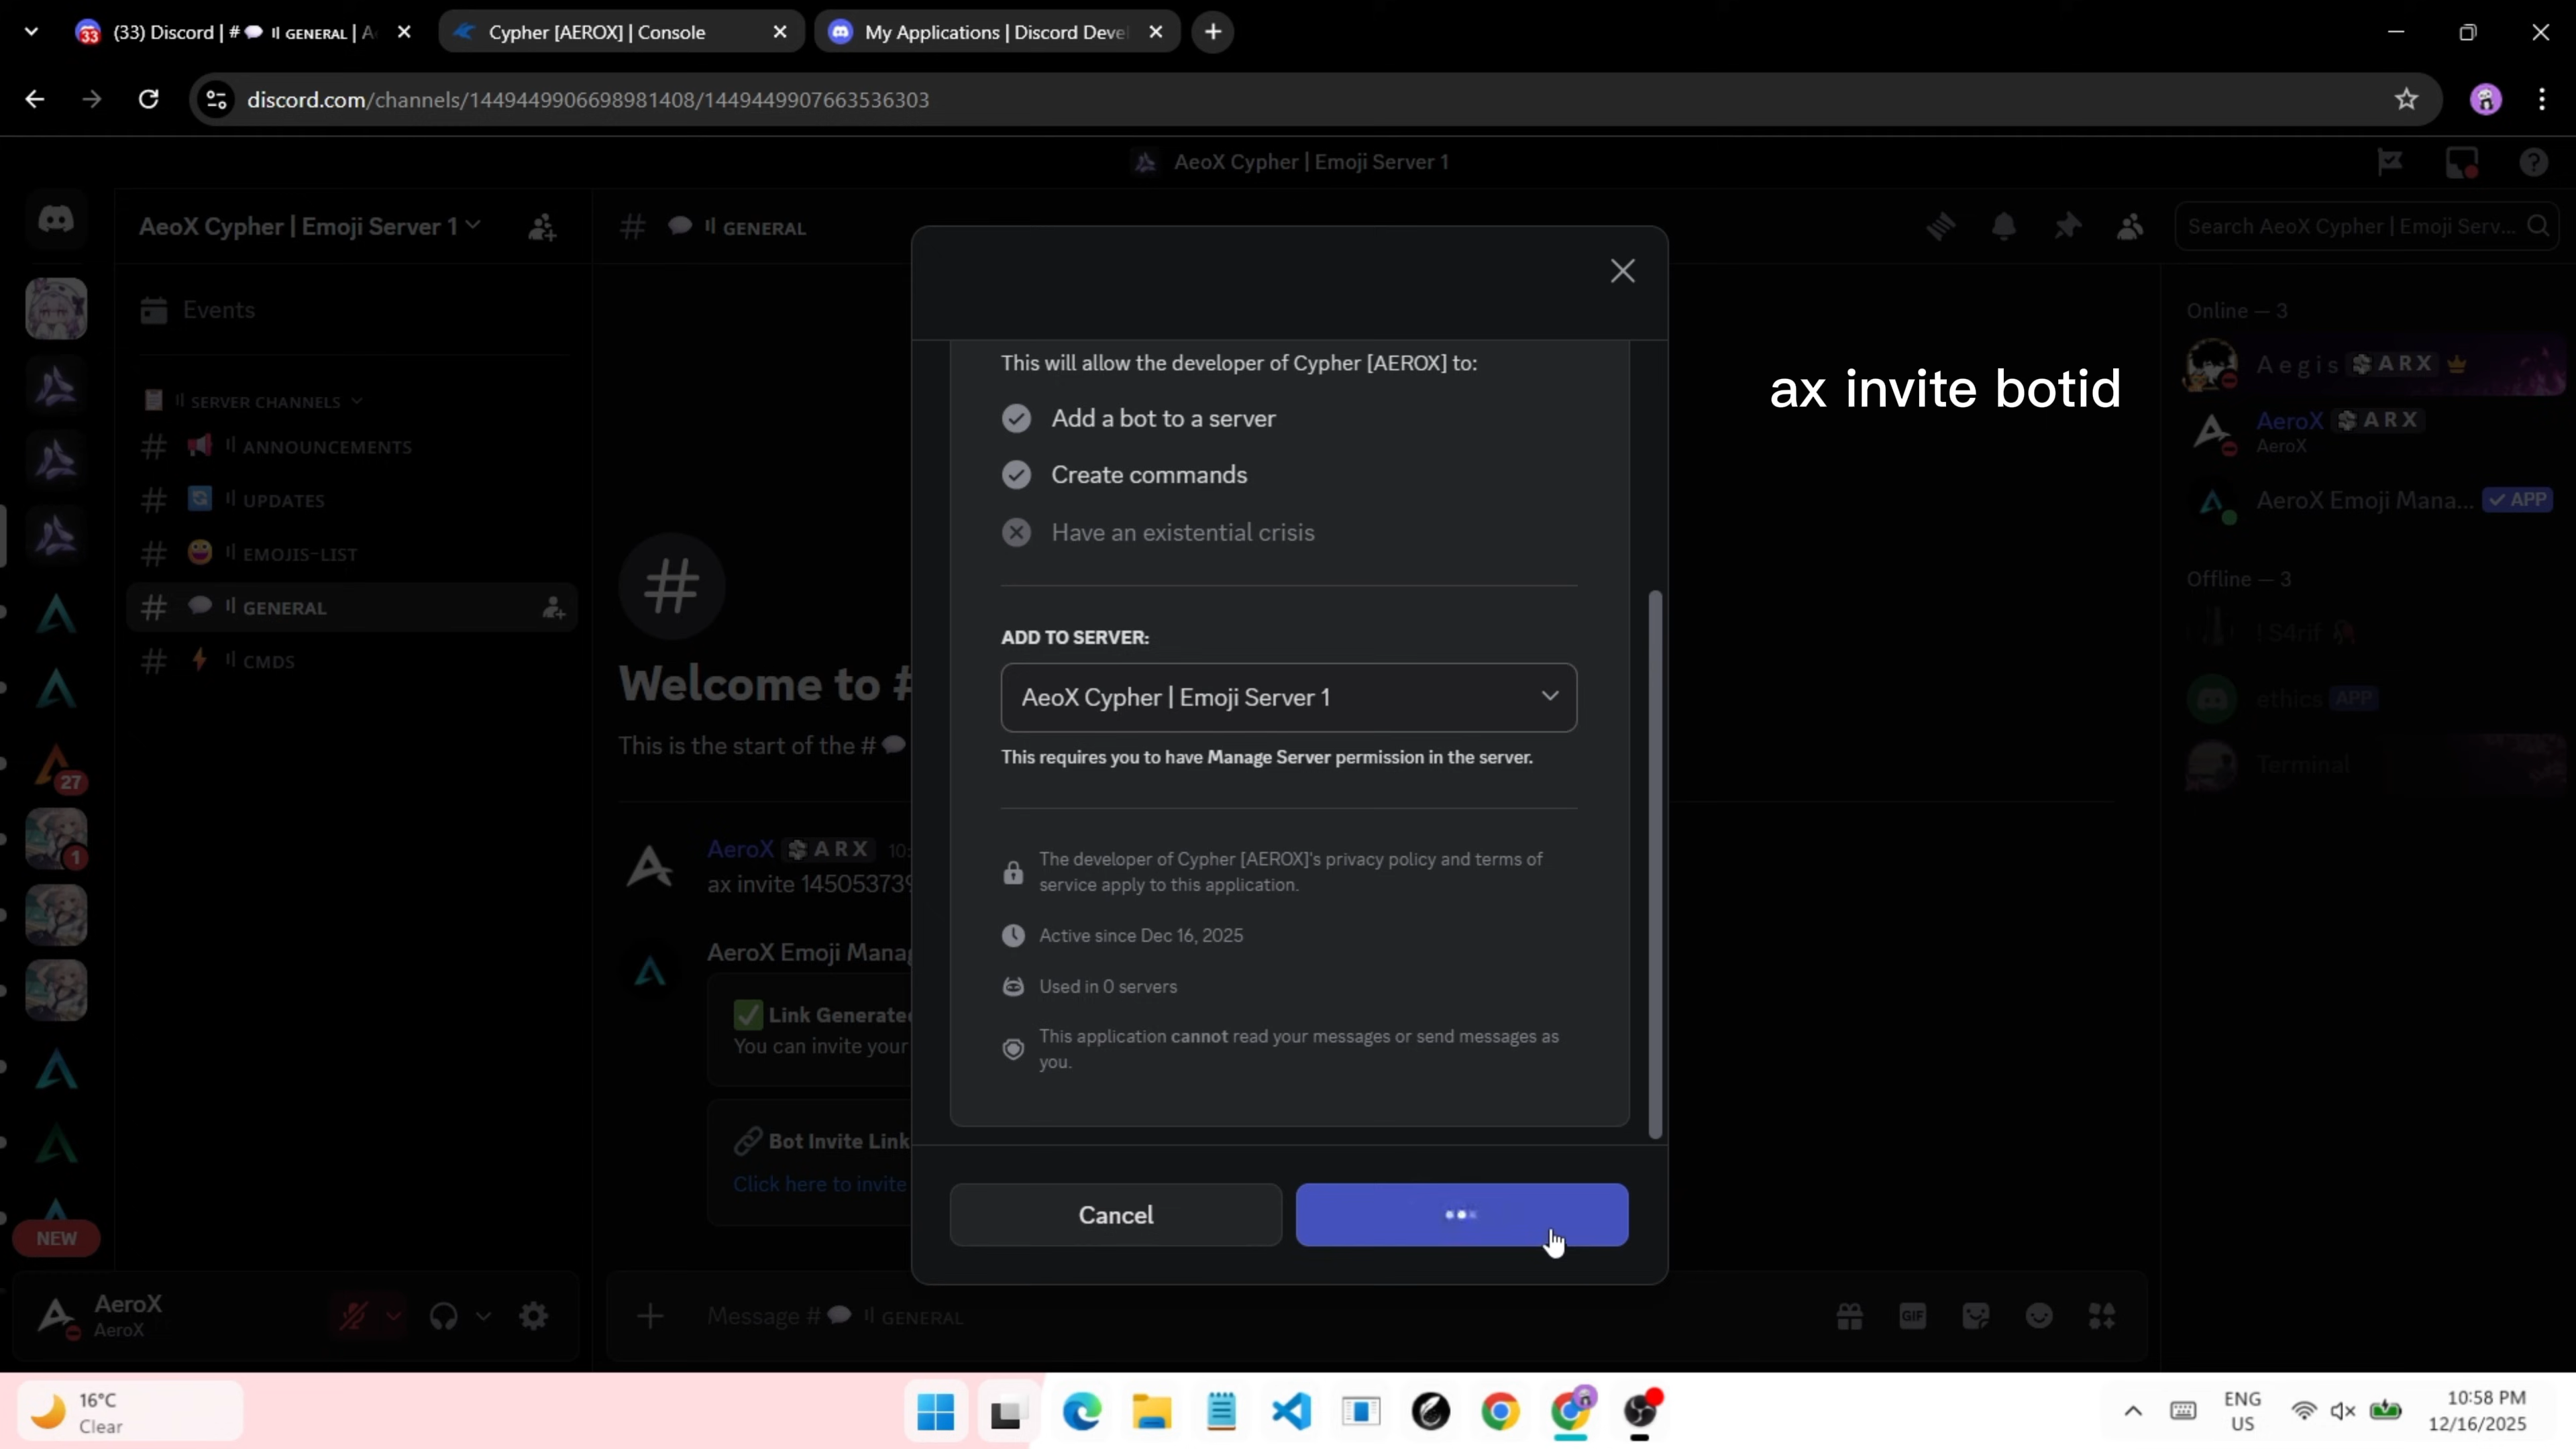 (33) Discord | # 💬 〢 GENERAL | A
Cypher [AEROX] | Console
My Applications | Discord Deve
discord.com/channels/1449449906698981408/1449449907663536303
AeoX Cypher | Emoji Server 1
AeoX Cypher | Emoji Server 1
# 💬 〢 GENERAL
Search AeoX Cypher | Emoji Serv...
Events
〢 SERVER CHANNELS
〢 ANNOUNCEMENTS
〢 UPDATES
〢 EMOJIS-LIST
〢 GENERAL
〢 CMDS
27
1
NEW
Welcome to #
This is the start of the # 💬
AeroX ARX 10:
ax invite 14505373
AeroX Emoji Manag
✅ Link Generated
You can invite your
Bot Invite Link
Click here to invite
This will allow the developer of Cypher [AEROX] to:
Add a bot to a server
Create commands
Have an existential crisis
ADD TO SERVER:
AeoX Cypher | Emoji Server 1
This requires you to have Manage Server permission in the server.
The developer of Cypher [AEROX]'s privacy policy and terms of
service apply to this application.
Active since Dec 16, 2025
Used in 0 servers
This application cannot read your messages or send messages as
you.
Cancel
ax invite botid
Online — 3
Aegis ARX
AeroX ARX
AeroX
AeroX Emoji Mana... ✓ APP
Offline — 3
! S4rif
ethics APP
Terminal
AeroX
AeroX
Message # 💬 〢 GENERAL
GIF
16°C
Clear
ENG
US
10:58 PM
12/16/2025